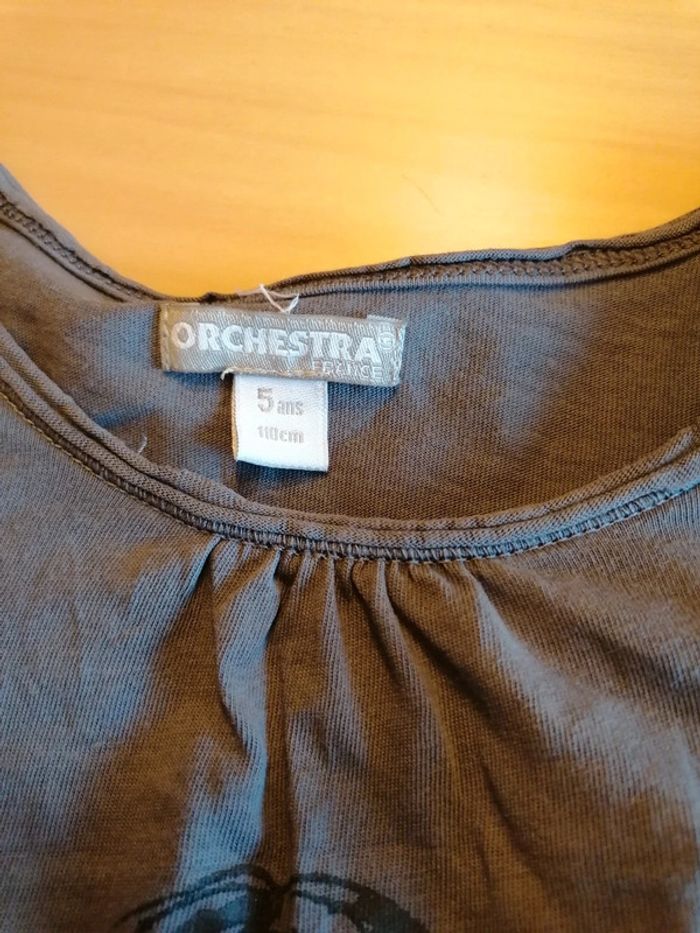 ORCHESTRA
FRANCE
5 ans
110cm